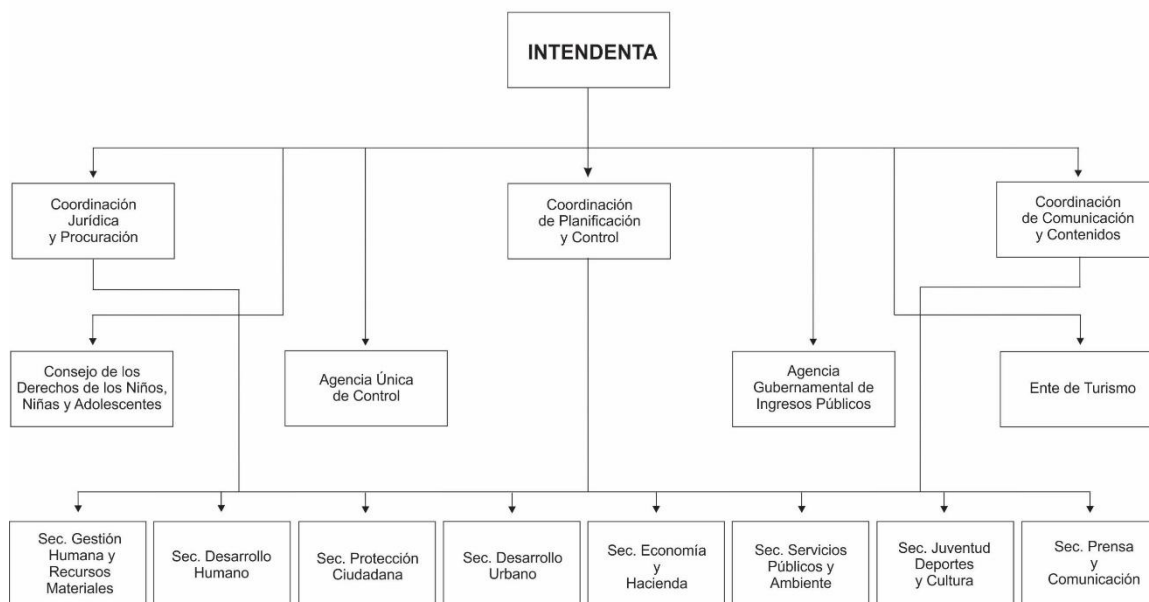 INTENDENTA
Coordinación
Jurídica
y Procuración
Coordinación
de Planificación
y Control
Coordinación
de Comunicación
y Contenidos
Consejo de los
Derechos de los Niños,
Niñas y Adolescentes
Agencia Única
de Control
Agencia
Gubernamental de
Ingresos Públicos
Ente de Turismo
Sec. Gestión
Humana y
Recursos
Materiales
Sec. Desarrollo
Humano
Sec. Protección
Ciudadana
Sec. Desarrollo
Urbano
Sec. Economía
y
Hacienda
Sec. Servicios
Públicos y
Ambiente
Sec. Juventud
Deportes
y Cultura
Sec. Prensa
y
Comunicación